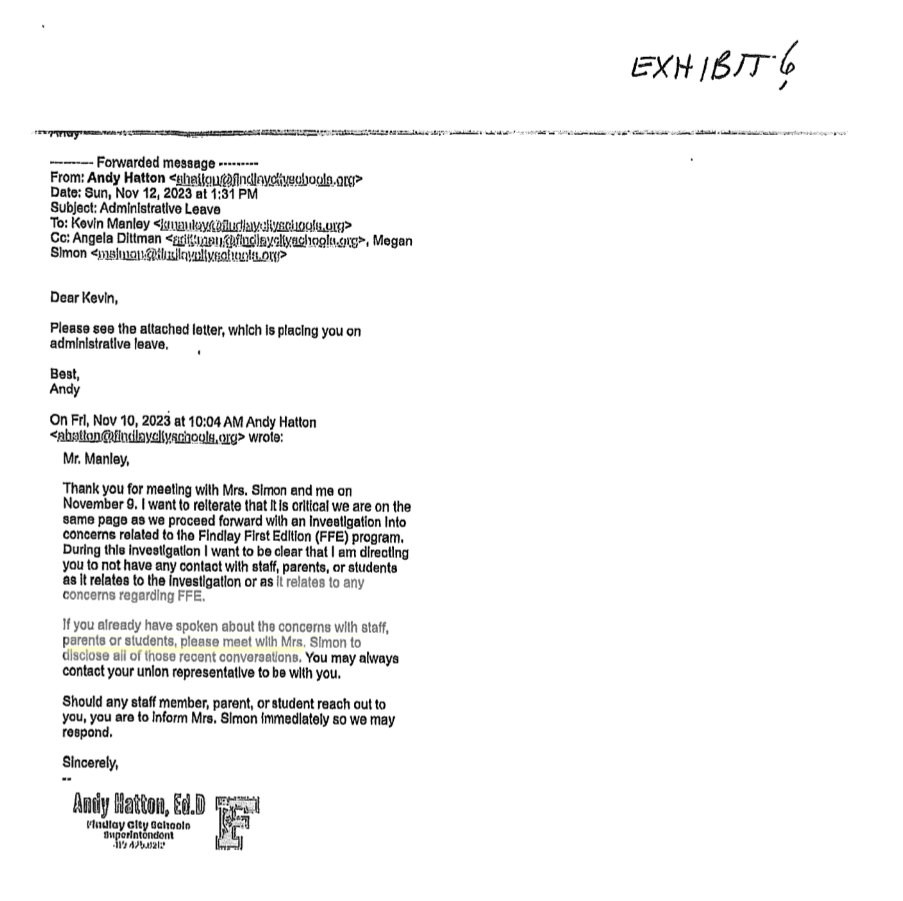 EXHIBIT 6
Andy
--------- Forwarded message ---------
From: Andy Hatton <ahatton@findlaycityschools.org>
Date: Sun, Nov 12, 2023 at 1:31 PM
Subject: Administrative Leave
To: Kevin Manley <kmanley@findlaycityschools.org>
Cc: Angela Dittman <adittman@findlaycityschools.org>, Megan
Simon <msimon@findlaycityschools.org>
Dear Kevin,
Please see the attached letter, which is placing you on
administrative leave.
Best,
Andy
On Fri, Nov 10, 2023 at 10:04 AM Andy Hatton
<ahatton@findlaycityschools.org> wrote:
Mr. Manley,
Thank you for meeting with Mrs. Simon and me on
November 9. I want to reiterate that it is critical we are on the
same page as we proceed forward with an investigation into
concerns related to the Findlay First Edition (FFE) program.
During this investigation I want to be clear that I am directing
you to not have any contact with staff, parents, or students
as it relates to the investigation or as it relates to any
concerns regarding FFE.
If you already have spoken about the concerns with staff,
parents or students, please meet with Mrs. Simon to
disclose all of those recent conversations. You may always
contact your union representative to be with you.
Should any staff member, parent, or student reach out to
you, you are to inform Mrs. Simon immediately so we may
respond.
Sincerely,
--
Andy Hatton, Ed.D
Findlay City Schools
Superintendent
F